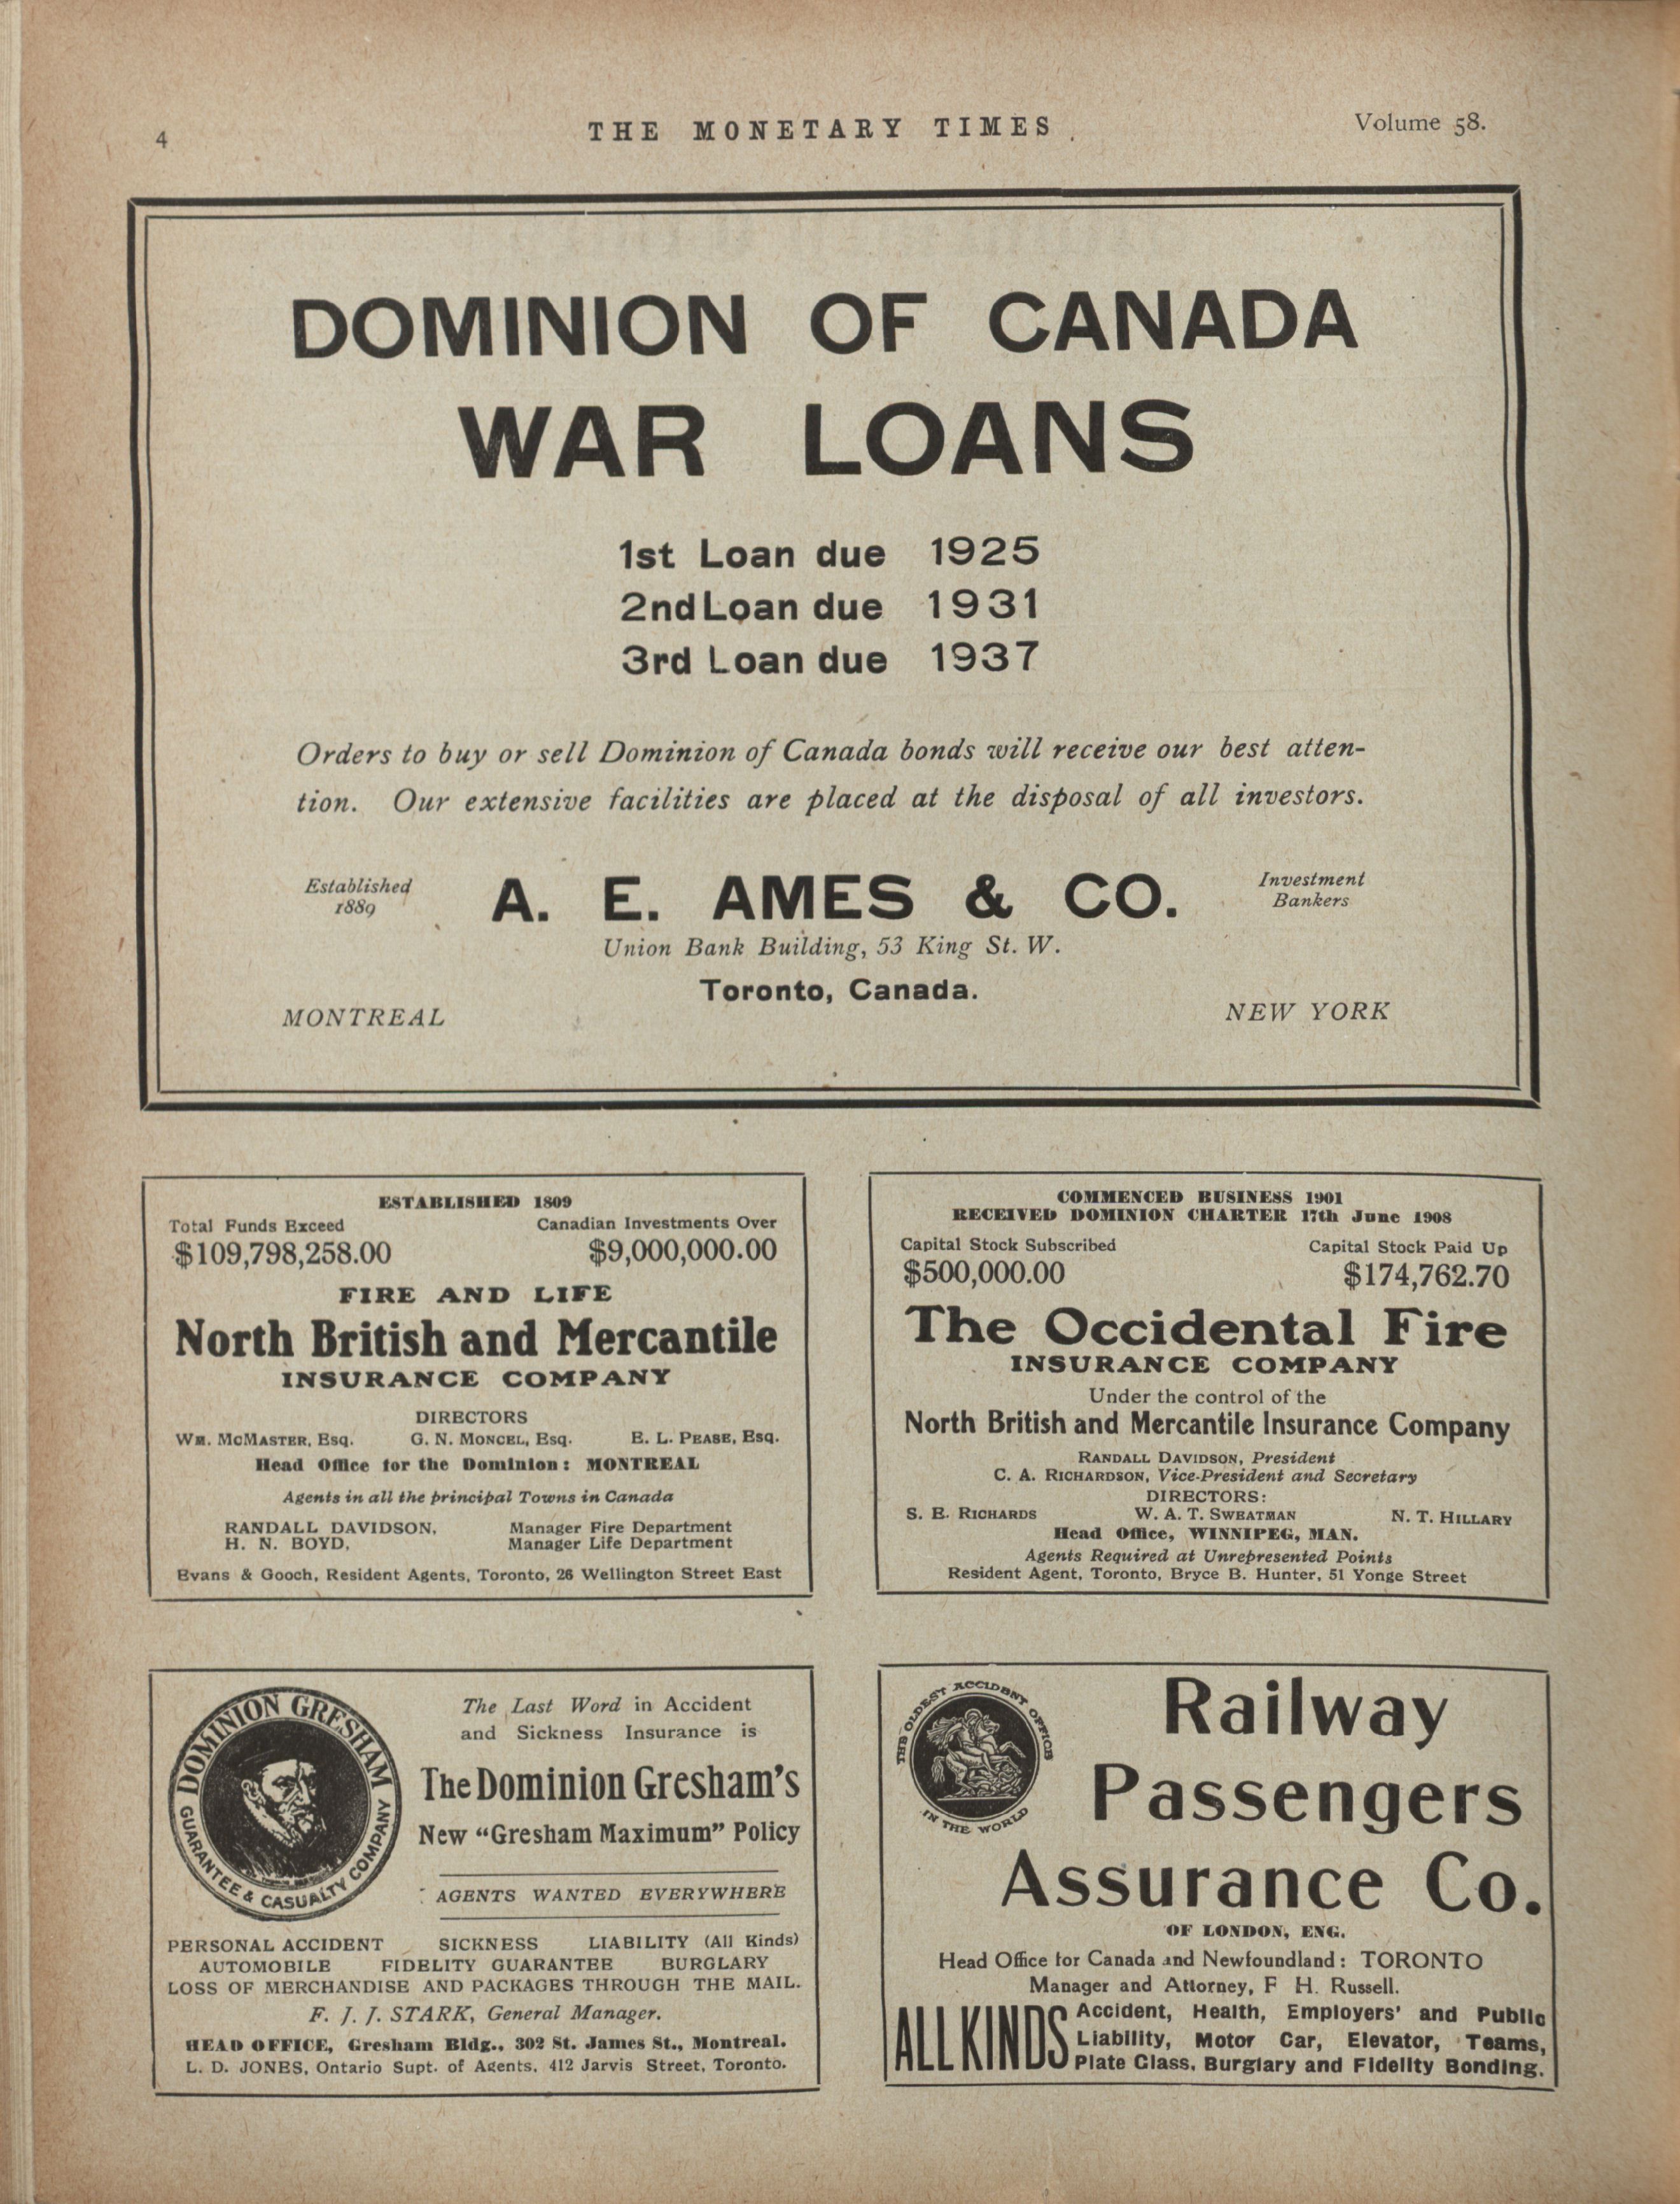 4
THE MONETARY TIMES
Volume 58.
DOMINION OF CANADA
WAR LOANS
1st Loan due 1925
2nd Loan due 1931
3rd Loan due 1937
Orders to buy or sell Dominion of Canada bonds will receive our best atten-
tion. Our extensive facilities are placed at the disposal of all investors.
Established
1889
A. E. AMES & CO.
Investment
Bankers
Union Bank Building, 53 King St. W.
Toronto, Canada.
MONTREAL
NEW YORK
ESTABLISHED 1809
Total Funds Exceed Canadian Investments Over
$109,798,258.00 $9,000,000.00
FIRE AND LIFE
North British and Mercantile
INSURANCE COMPANY
DIRECTORS
WM. MCMASTER, ESQ. G. N. MONCEL, ESQ. E. L. PEASE, ESQ.
Head Office for the Dominion: MONTREAL
Agents in all the principal Towns in Canada
RANDALL DAVIDSON, Manager Fire Department
H. N. BOYD, Manager Life Department
Evans & Gooch, Resident Agents, Toronto, 26 Wellington Street East
COMMENCED BUSINESS 1901
RECEIVED DOMINION CHARTER 17th June 1908
Capital Stock Subscribed Capital Stock Paid Up
$500,000.00 $174,762.70
The Occidental Fire
INSURANCE COMPANY
Under the control of the
North British and Mercantile Insurance Company
RANDALL DAVIDSON, President
C. A. RICHARDSON, Vice-President and Secretary
DIRECTORS:
S. E. RICHARDS W. A. T. SWEATMAN N. T. HILLARY
Head Office, WINNIPEG, MAN.
Agents Required at Unrepresented Points
Resident Agent, Toronto, Bryce B. Hunter, 51 Yonge Street
DOMINION GRESHAM
GUARANTEE & CASUALTY COMPANY
The Last Word in Accident
and Sickness Insurance is
The Dominion Gresham's
New "Gresham Maximum" Policy
AGENTS WANTED EVERYWHERE
PERSONAL ACCIDENT SICKNESS LIABILITY (All Kinds)
AUTOMOBILE FIDELITY GUARANTEE BURGLARY
LOSS OF MERCHANDISE AND PACKAGES THROUGH THE MAIL.
F. J. J. STARK, General Manager.
HEAD OFFICE, Gresham Bldg., 302 St. James St., Montreal.
L. D. JONES, Ontario Supt. of Agents, 412 Jarvis Street, Toronto.
THE OLDEST ACCIDENT OFFICE
IN THE WORLD
Railway
Passengers
Assurance Co.
OF LONDON, ENG.
Head Office for Canada and Newfoundland: TORONTO
Manager and Attorney, F H. Russell.
ALL KINDS
Accident, Health, Employers' and Public
Liability, Motor Car, Elevator, Teams,
Plate Glass, Burglary and Fidelity Bonding.